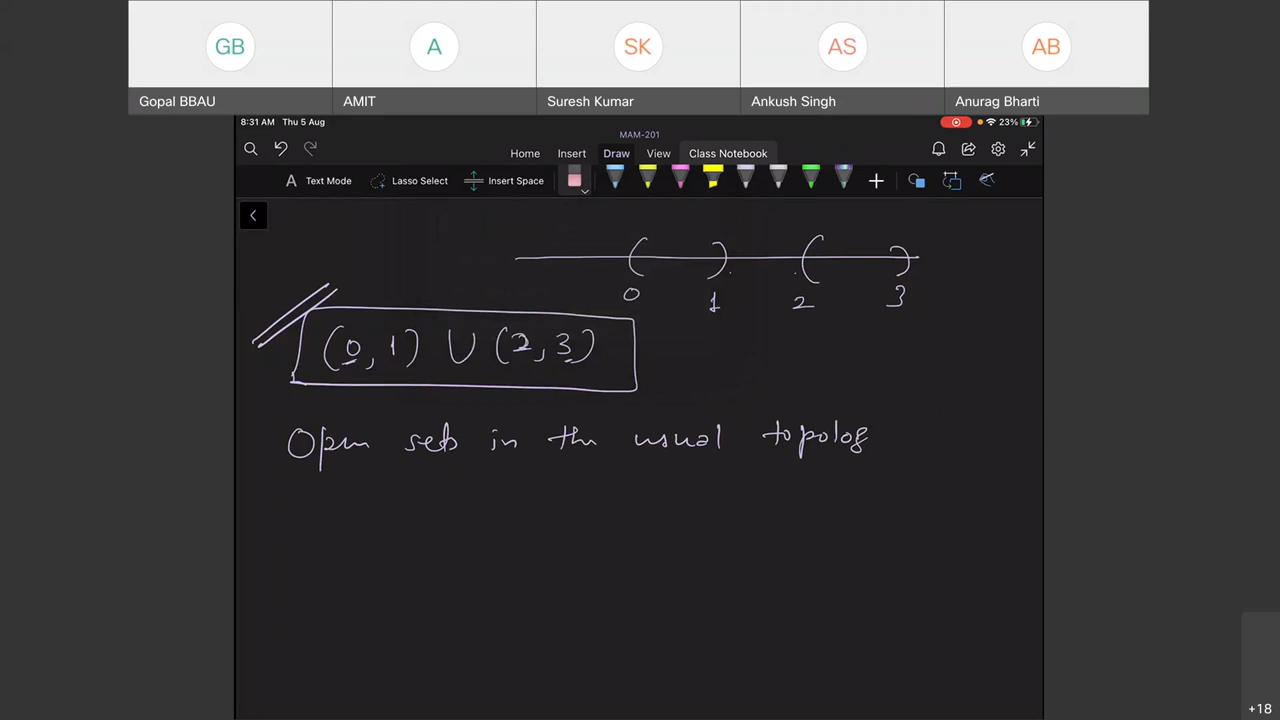 GB A SK AS AB
Gopal BBAU AMIT Suresh Kumar Ankush Singh Anurag Bharti
8:31 AM Thu 5 Aug 23%
MAM-201
Home Insert Draw View Class Notebook
A Text Mode Lasso Select Insert Space
0 1 2 3
(0, 1) ∪ (2, 3)
Open sets in the usual topolog
+18